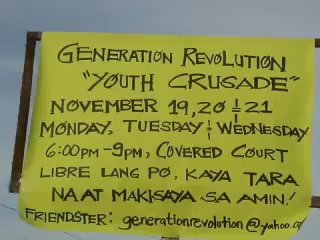 GENERATION REVOLUTION
"YOUTH CRUSADE"
NOVEMBER 19,20 & 21
MONDAY, TUESDAY & WEDNESDAY
6:00PM-9PM, COVERED COURT
LIBRE LANG PO, KAYA TARA
NA AT MAKISAYA SA AMIN!
FRIENDSTER: generationrevolution@yahoo.